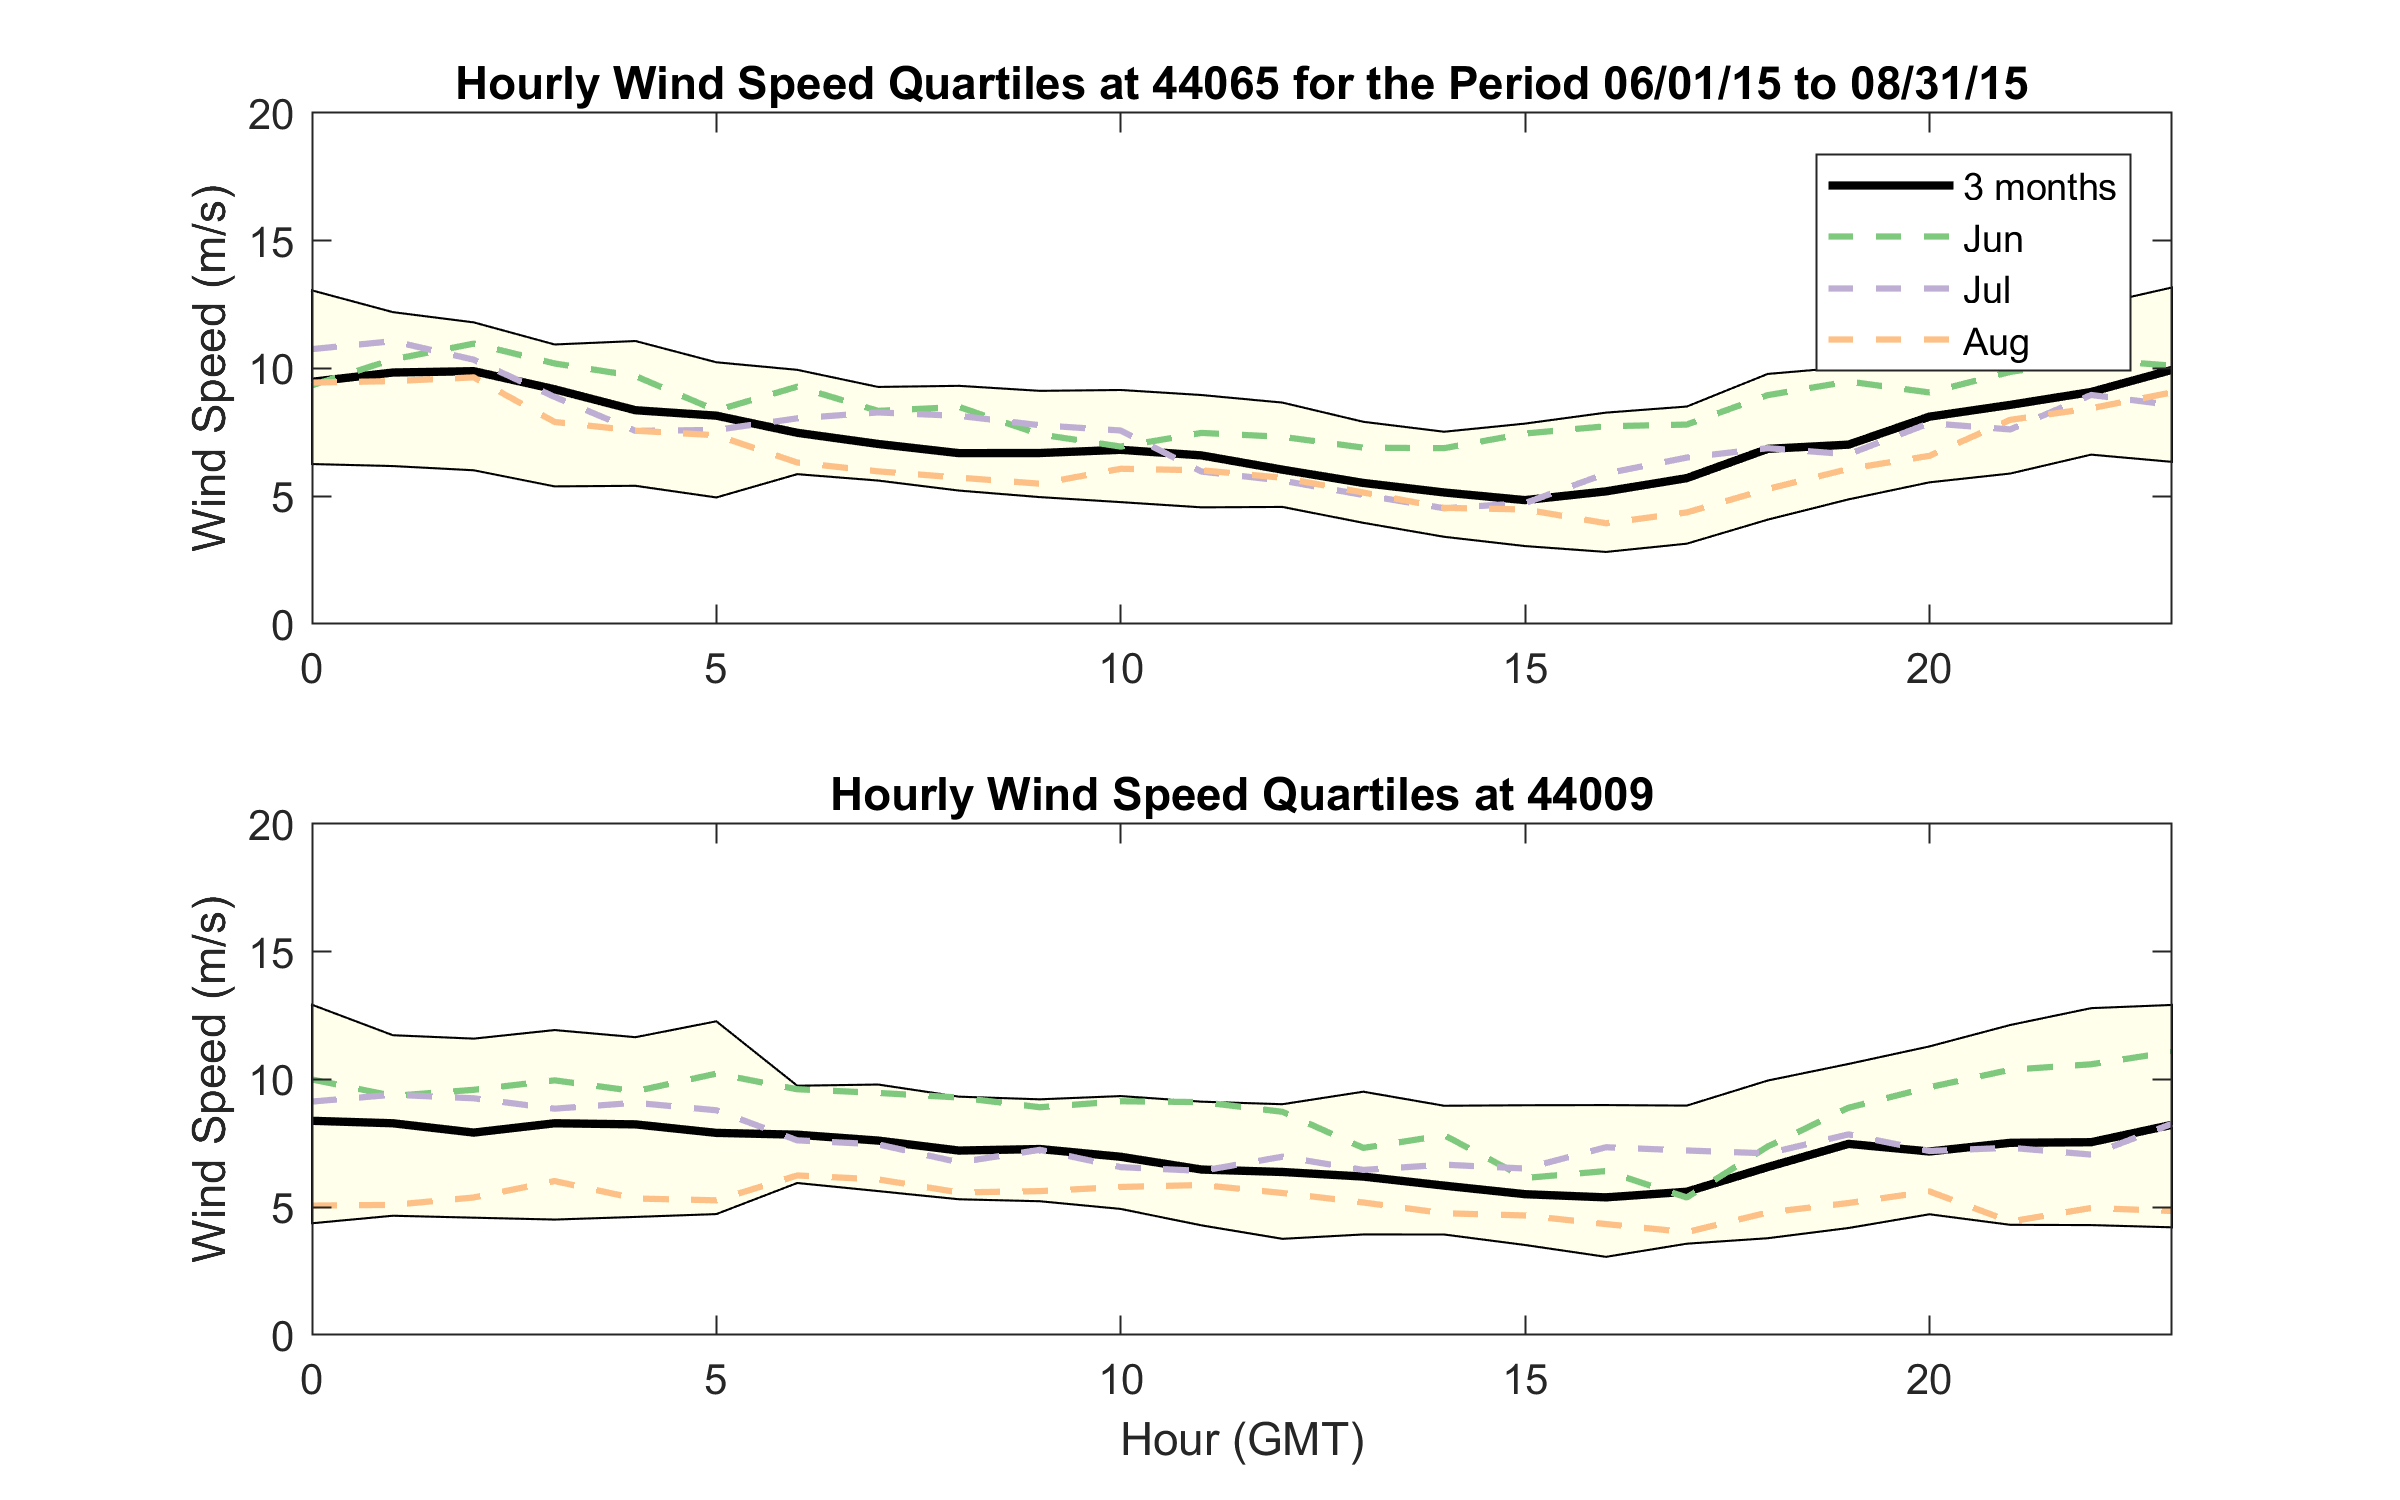 Hourly Wind Speed Quartiles at 44065 for the Period 06/01/15 to 08/31/15
Wind Speed (m/s)
20
15
10
5
0
3 months
Jun
Jul
Aug
0 5 10 15 20
Hourly Wind Speed Quartiles at 44009
Wind Speed (m/s)
20
15
10
5
0
0 5 10 15 20
Hour (GMT)